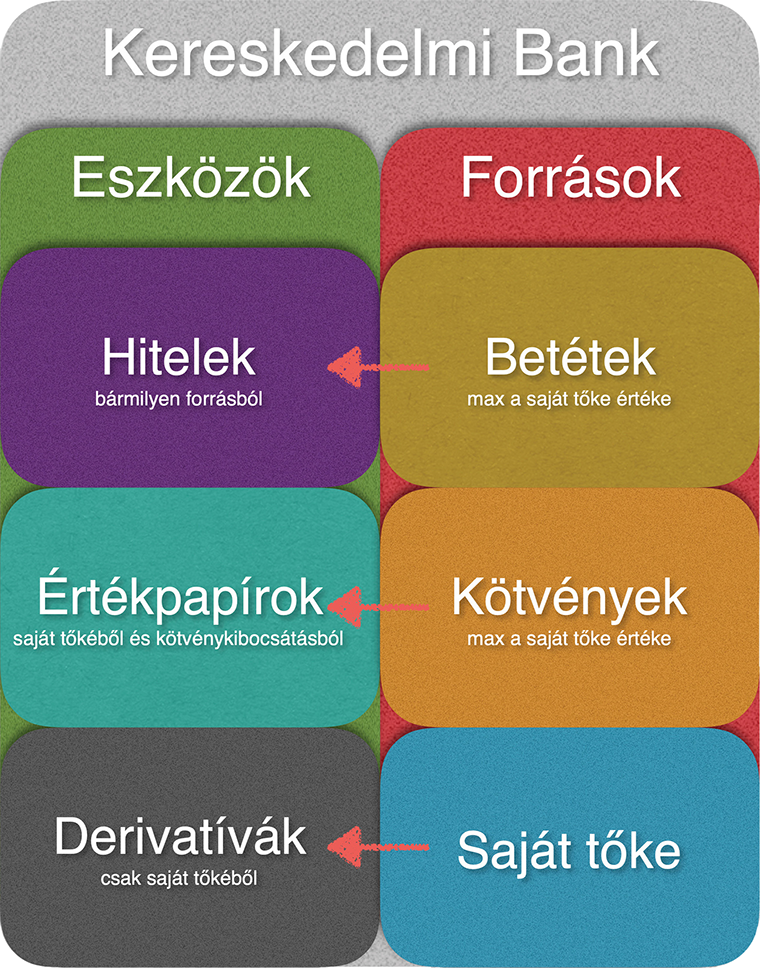 Kereskedelmi Bank
Eszközök
Források
Hitelek
bármilyen forrásból
Betétek
max a saját tőke értéke
Értékpapírok
saját tőkéből és kötvénykibocsátásból
Kötvények
max a saját tőke értéke
Derivatívák
csak saját tőkéből
Saját tőke